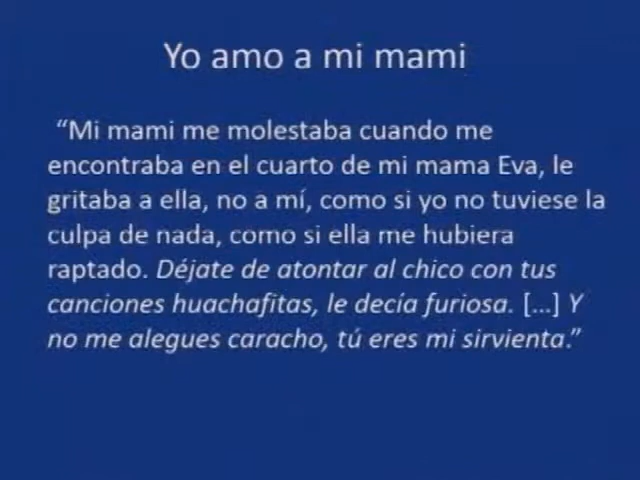 Yo amo a mi mami
“Mi mami me molestaba cuando me
encontraba en el cuarto de mi mama Eva, le
gritaba a ella, no a mí, como si yo no tuviese la
culpa de nada, como si ella me hubiera
raptado. Déjate de atontar al chico con tus
canciones huachafitas, le decía furiosa. [...] Y
no me alegues caracho, tú eres mi sirvienta.”